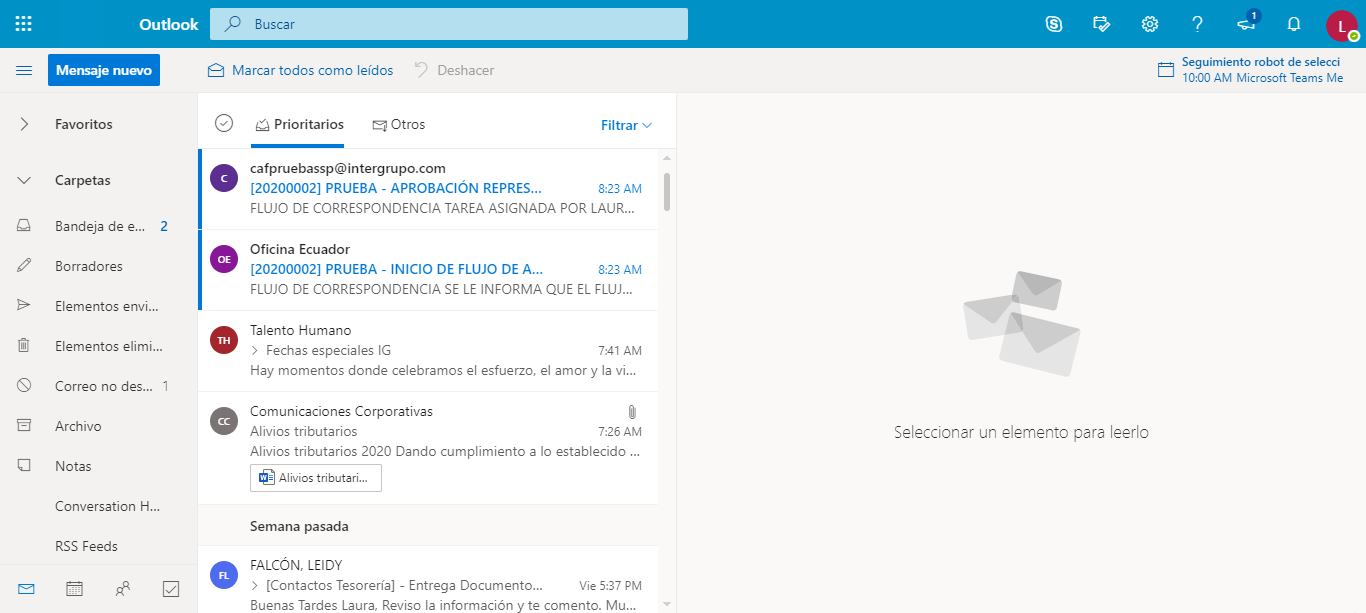 Outlook
Buscar
1
L
Mensaje nuevo
Marcar todos como leídos
Deshacer
Seguimiento robot de selecci
10:00 AM Microsoft Teams Me
Favoritos
Carpetas
Bandeja de e... 2
Borradores
Elementos envi...
Elementos elimi...
Correo no des... 1
Archivo
Notas
Conversation H...
RSS Feeds
Prioritarios
Otros
Filtrar
C
cafpruebassp@intergrupo.com
[20200002] PRUEBA - APROBACIÓN REPRES... 8:23 AM
FLUJO DE CORRESPONDENCIA TAREA ASIGNADA POR LAUR...
OE
Oficina Ecuador
[20200002] PRUEBA - INICIO DE FLUJO DE A... 8:23 AM
FLUJO DE CORRESPONDENCIA SE LE INFORMA QUE EL FLUJ...
TH
Talento Humano
Fechas especiales IG 7:41 AM
Hay momentos donde celebramos el esfuerzo, el amor y la vi...
CC
Comunicaciones Corporativas
Alivios tributarios 7:26 AM
Alivios tributarios 2020 Dando cumplimiento a lo establecido ...
Alivios tributari...
Semana pasada
FL
FALCÓN, LEIDY
[Contactos Tesorería] - Entrega Documento... Vie 5:37 PM
Buenas Tardes Laura, Reviso la información y te comento. Mu...
Seleccionar un elemento para leerlo